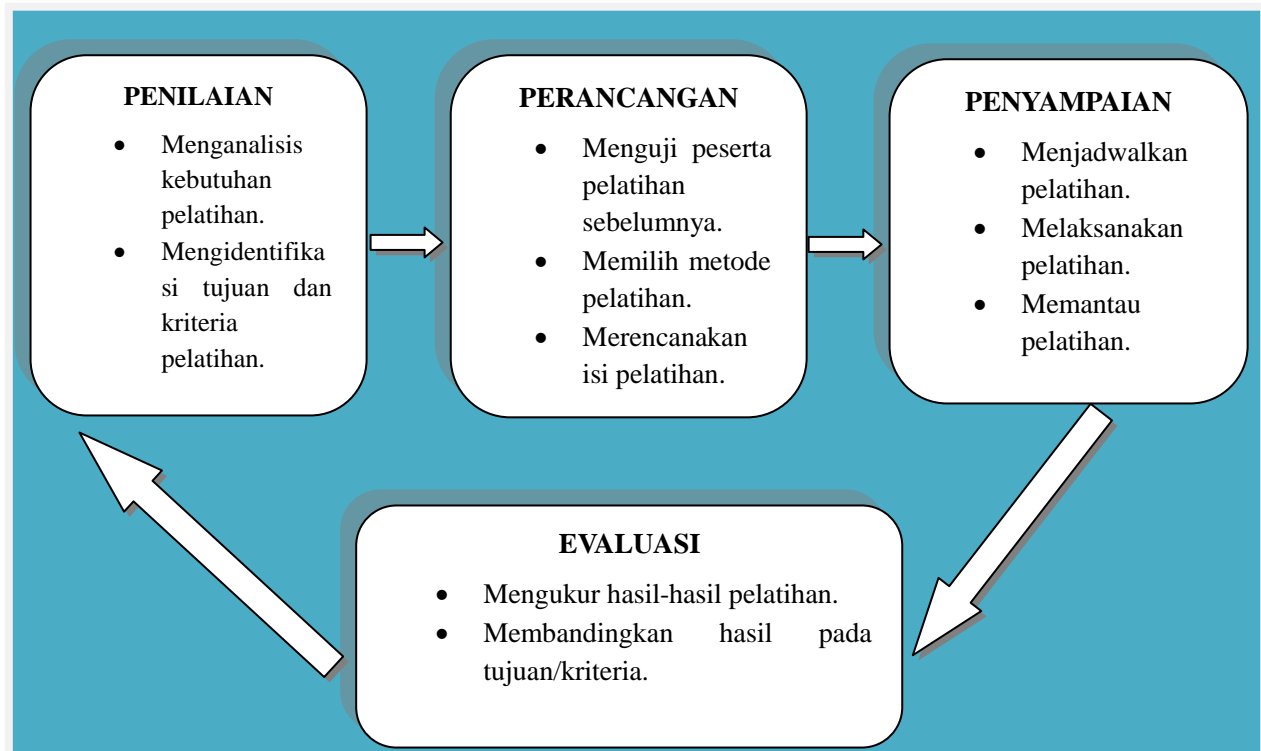 PENILAIAN
• Menganalisis
kebutuhan
pelatihan.
• Mengidentifika
si tujuan dan
kriteria
pelatihan.
PERANCANGAN
• Menguji peserta
pelatihan
sebelumnya.
• Memilih metode
pelatihan.
• Merencanakan
isi pelatihan.
PENYAMPAIAN
• Menjadwalkan
pelatihan.
• Melaksanakan
pelatihan.
• Memantau
pelatihan.
EVALUASI
• Mengukur hasil-hasil pelatihan.
• Membandingkan hasil pada
tujuan/kriteria.